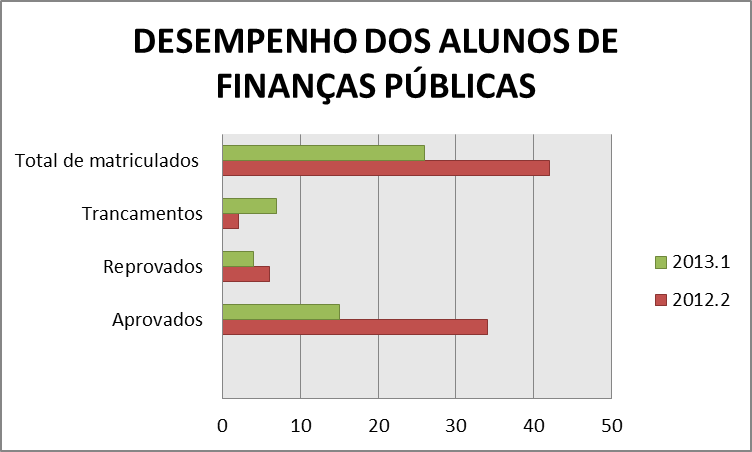 DESEMPENHO DOS ALUNOS DE
FINANÇAS PÚBLICAS
Total de matriculados
Trancamentos
Reprovados
Aprovados
2013.1
2012.2
0 10 20 30 40 50